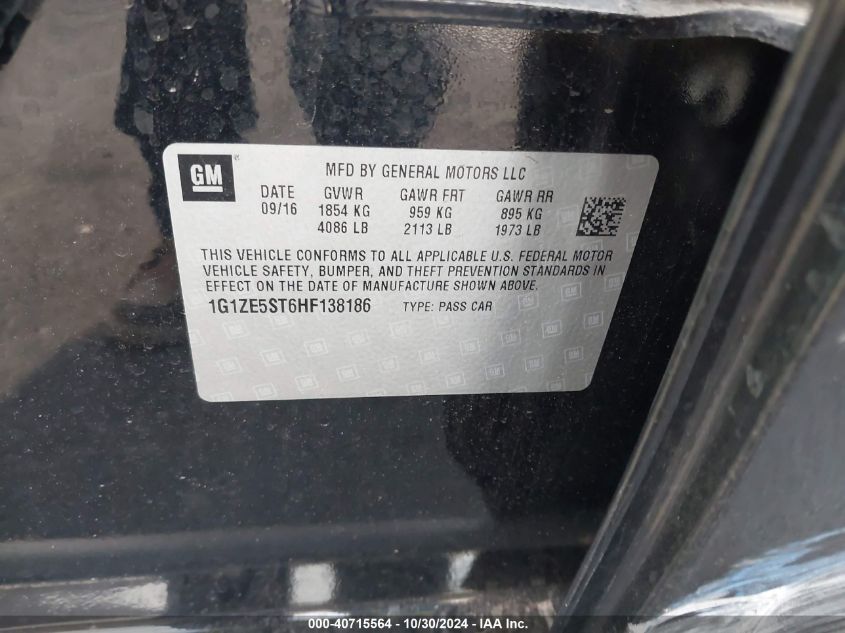 GM
MFD BY GENERAL MOTORS LLC
DATE GVWR GAWR FRT GAWR RR
09/16 1854 KG 959 KG 895 KG
4086 LB 2113 LB 1973 LB
THIS VEHICLE CONFORMS TO ALL APPLICABLE U.S. FEDERAL MOTOR
VEHICLE SAFETY, BUMPER, AND THEFT PREVENTION STANDARDS IN
EFFECT ON THE DATE OF MANUFACTURE SHOWN ABOVE.
1G1ZE5ST6HF138186 TYPE: PASS CAR
000-40715564 - 10/30/2024 - IAA Inc.